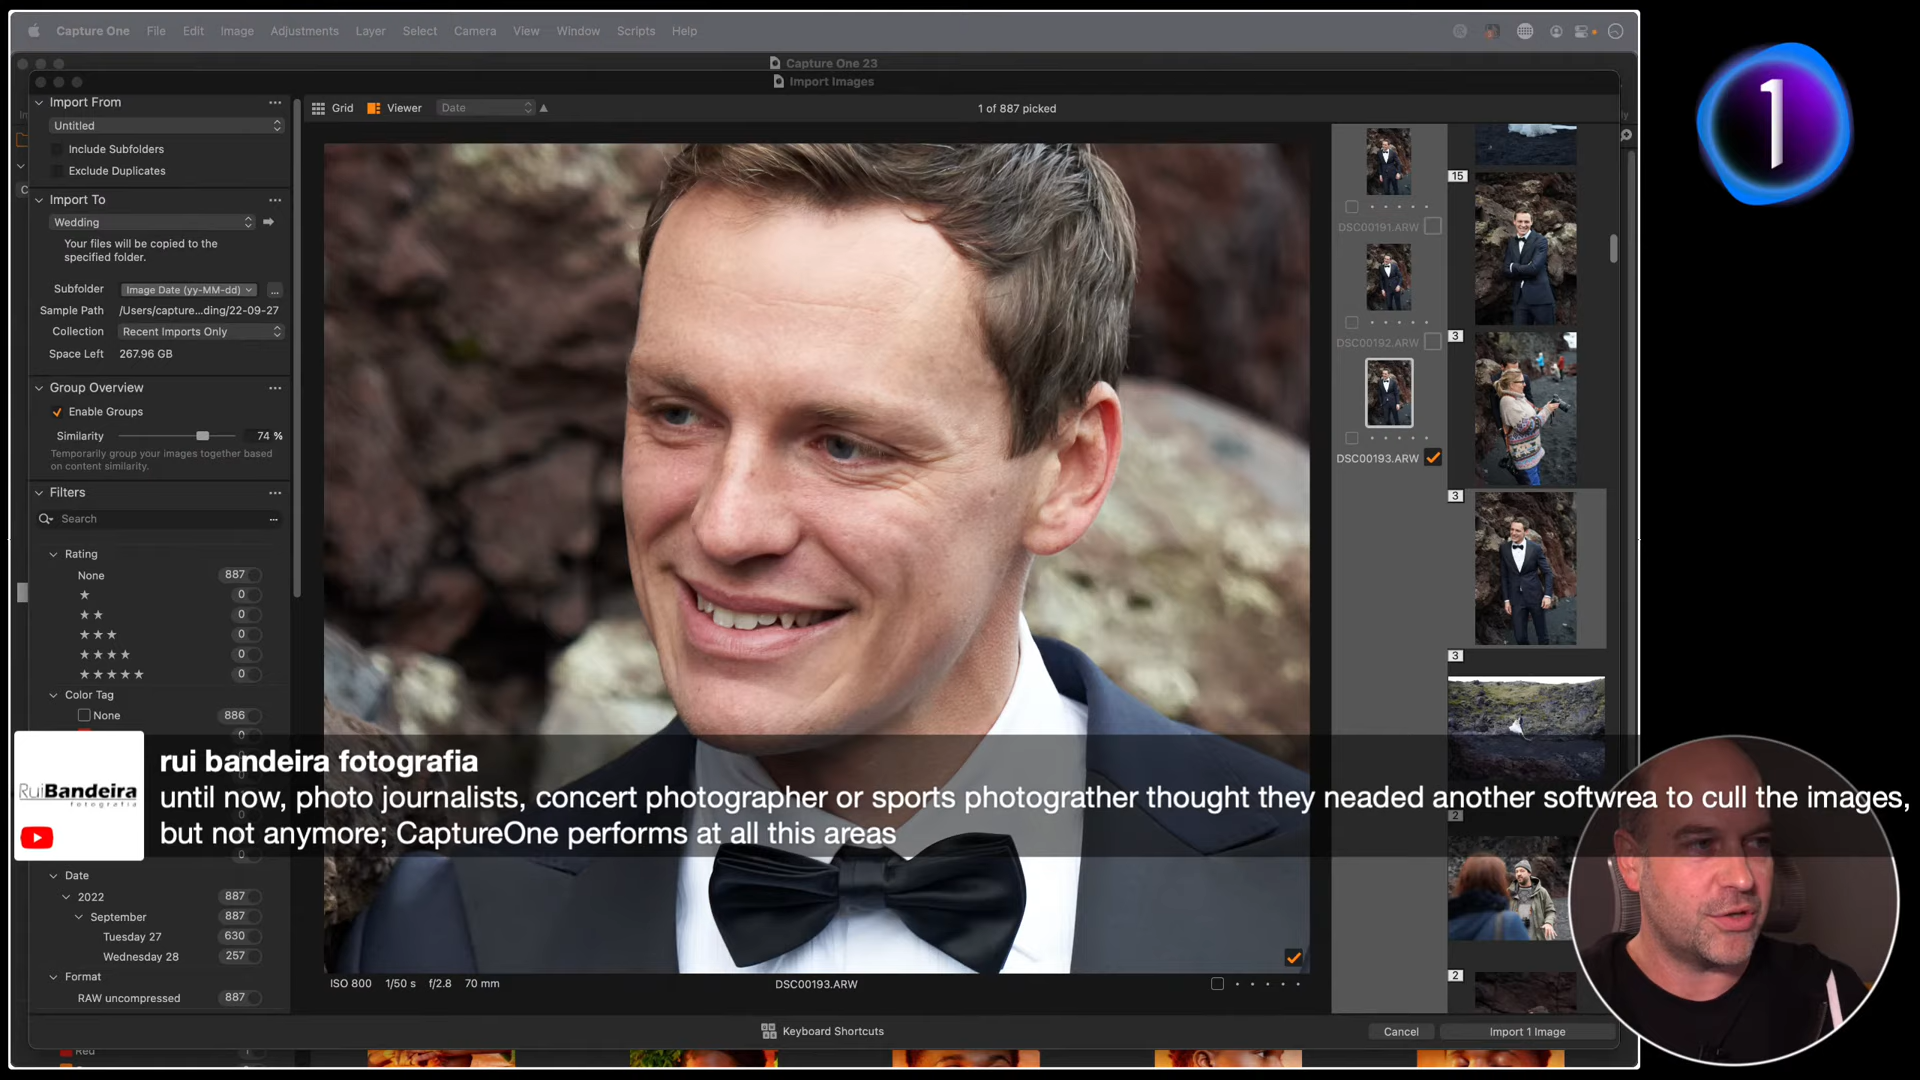 Capture One File Edit Image Adjustments Layer Select Camera View Window Scripts Help
Capture One 23
Import Images
Import From
Untitled
Include Subfolders
Exclude Duplicates
Import To
Wedding
Your files will be copied to the
specified folder.
Subfolder Image Date (yy-MM-dd) ...
Sample Path /Users/capture...ding/22-09-27
Collection Recent Imports Only
Space Left 267.96 GB
Group Overview
Enable Groups
Similarity 74 %
Temporarily group your images together based
on content similarity.
Filters
Search
Rating
None 887
★ 0
★★ 0
★★★ 0
★★★★ 0
★★★★★ 0
Color Tag
None 886
0
0
Date
2022 887
September 887
Tuesday 27 630
Wednesday 28 257
Format
RAW uncompressed 887
Red
Grid Viewer Date
1 of 887 picked
DSC00191.ARW
DSC00192.ARW
DSC00193.ARW
15
3
3
3
2
2
RuiBandeira
fotografia
rui bandeira fotografia
until now, photo journalists, concert photographer or sports photograther thought they neaded another softwrea to cull the images,
but not anymore; CaptureOne performs at all this areas
ISO 800 1/50 s f/2.8 70 mm
DSC00193.ARW
Keyboard Shortcuts
Cancel
Import 1 Image
1